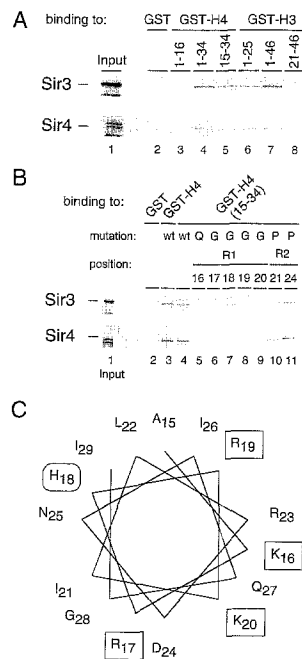 A
binding to: GST GST-H4 GST-H3
Input 1-16 1-34 15-34 1-25 1-46 21-46
Sir3
Sir4
1 2 3 4 5 6 7 8
B
binding to: GST GST-H4 GST-H4 (15-34)
mutation: wt wt Q G G G G P P
position: R1 R2
16 17 18 19 20 21 24
Sir3
Sir4
1 2 3 4 5 6 7 8 9 10 11
Input
C
L22 A15 I26
I29 R19
H18
N25 R23
K16
I21 Q27
G28 K20
R17 D24